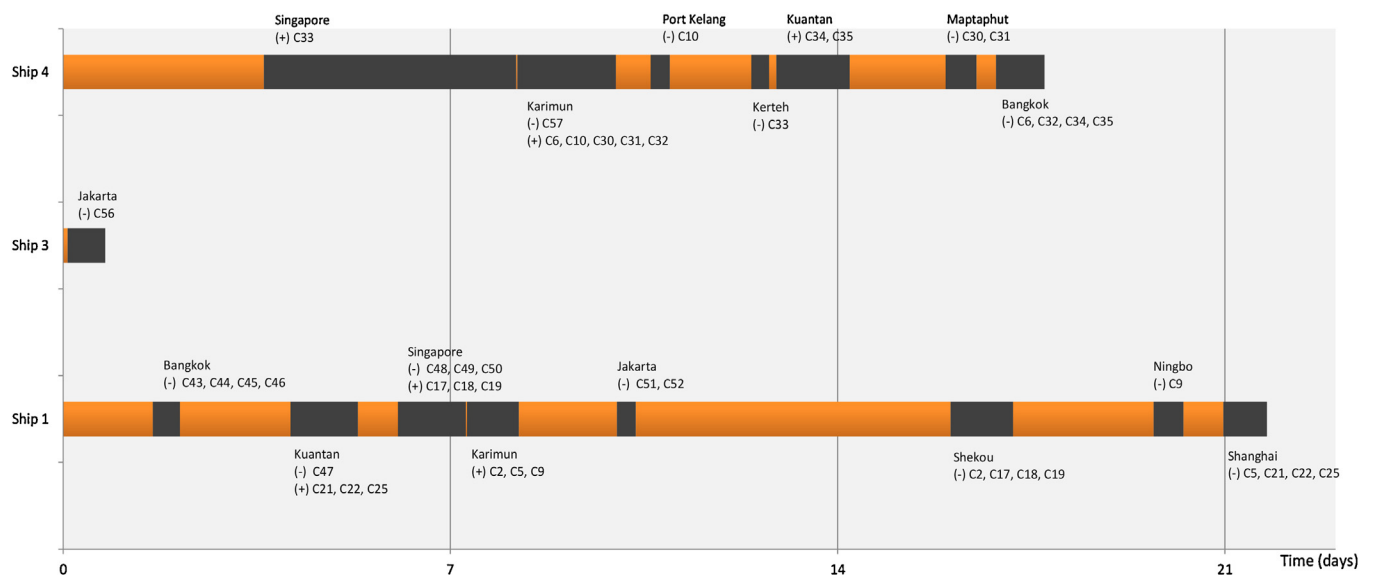 Singapore
(+) C33
Port Kelang
(-) C10
Kuantan
(+) C34, C35
Maptaphut
(-) C30, C31
Ship 4
Karimun
(-) C57
(+) C6, C10, C30, C31, C32
Kerteh
(-) C33
Bangkok
(-) C6, C32, C34, C35
Jakarta
(-) C56
Ship 3
Bangkok
(-) C43, C44, C45, C46
Singapore
(-) C48, C49, C50
(+) C17, C18, C19
Jakarta
(-) C51, C52
Ningbo
(-) C9
Ship 1
Kuantan
(-) C47
(+) C21, C22, C25
Karimun
(+) C2, C5, C9
Shekou
(-) C2, C17, C18, C19
Shanghai
(-) C5, C21, C22, C25
0 7 14 21
Time (days)